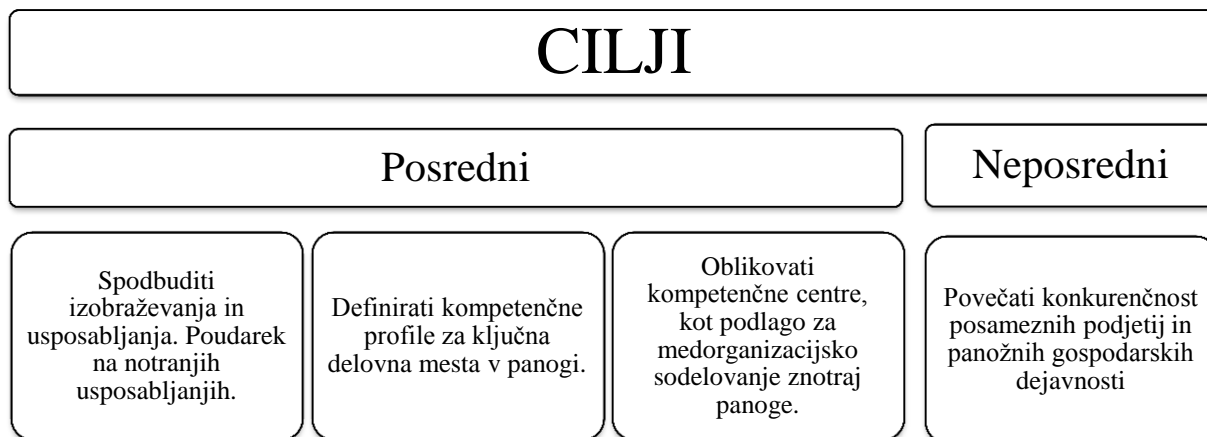 CILJI
Posredni
Neposredni
Spodbuditi
izobraževanja in
usposabljanja. Poudarek
na notranjih
usposabljanjih.
Definirati kompetenčne
profile za ključna
delovna mesta v panogi.
Oblikovati
kompetenčne centre,
kot podlago za
medorganizacijsko
sodelovanje znotraj
panoge.
Povečati konkurenčnost
posameznih podjetij in
panožnih gospodarskih
dejavnosti